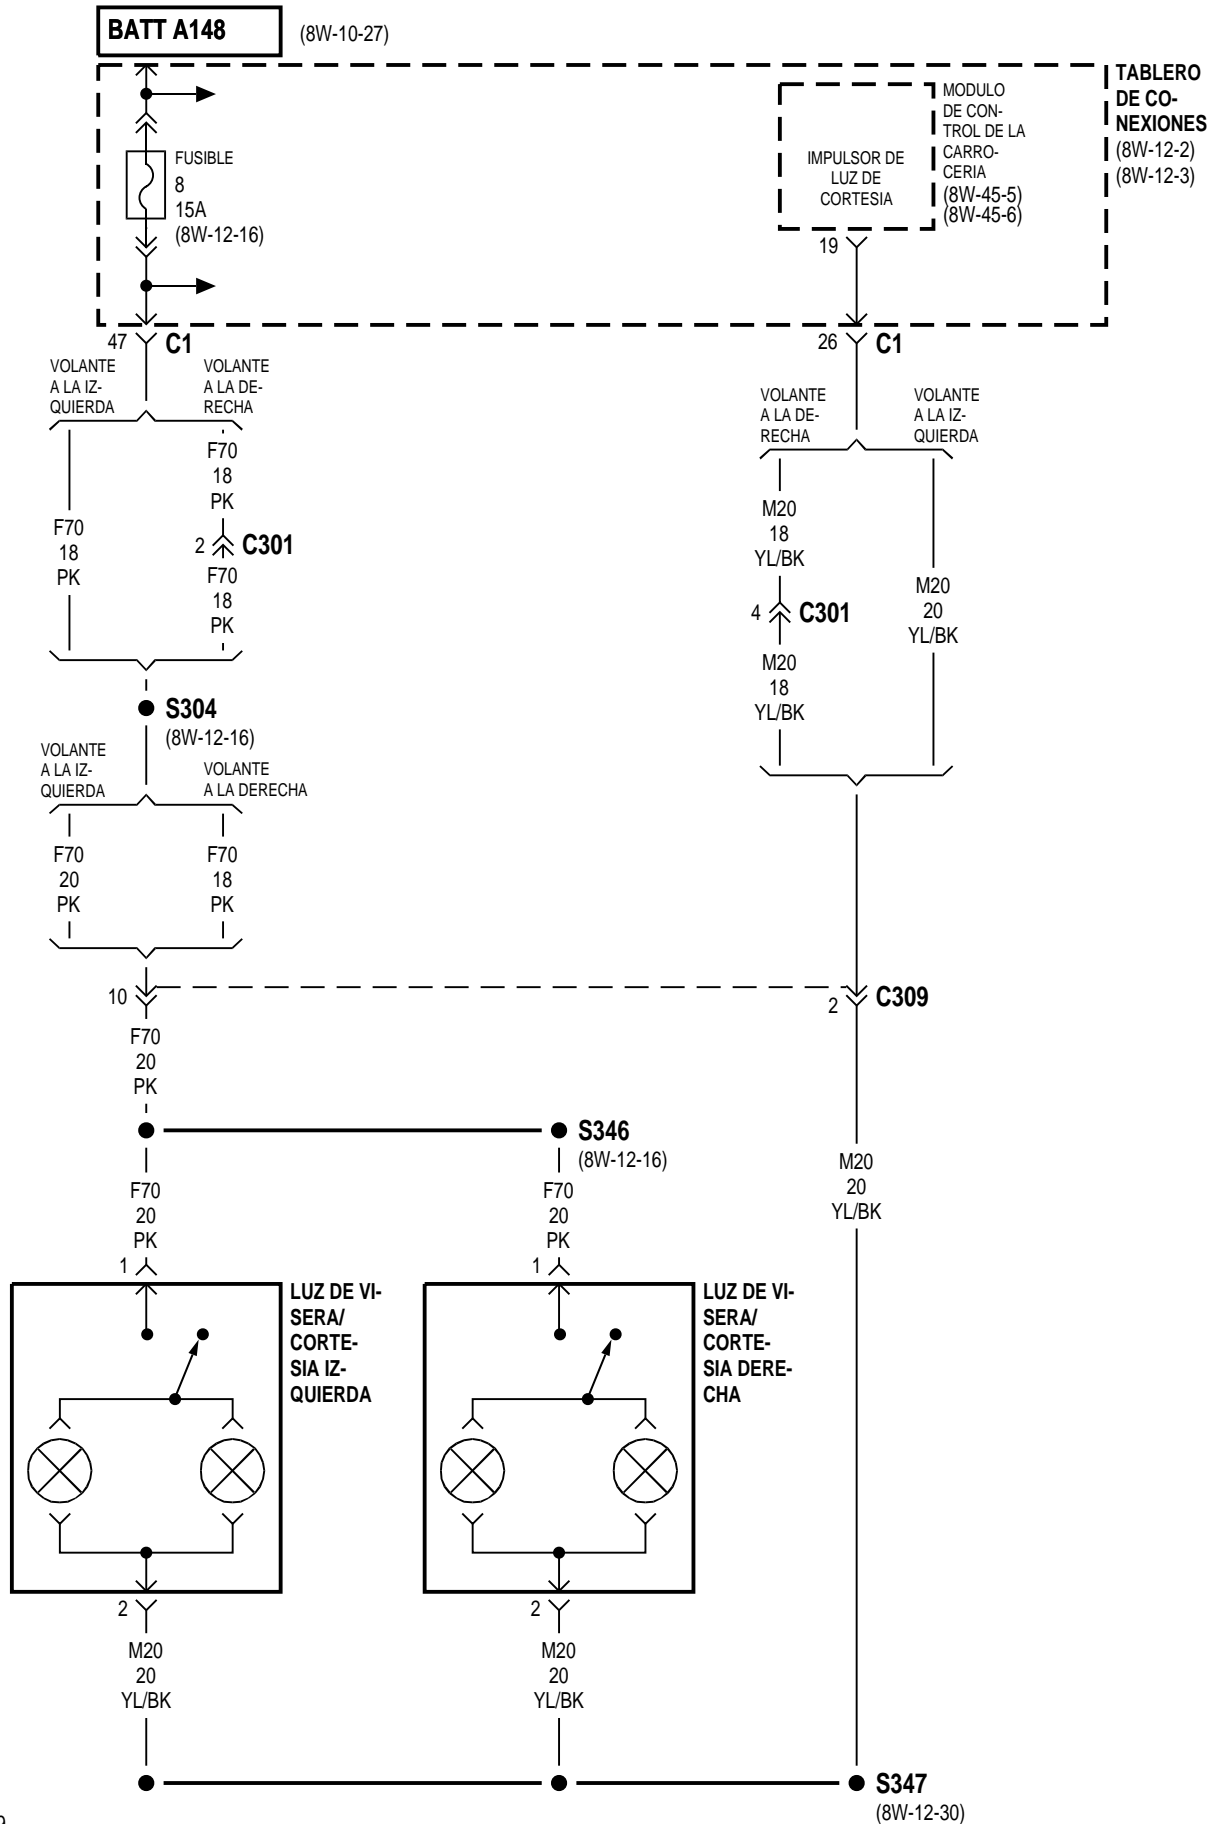 BATT A148
(8W-10-27)
TABLERO
DE CO-
NEXIONES
(8W-12-2)
(8W-12-3)
FUSIBLE
8
15A
(8W-12-16)
IMPULSOR DE
LUZ DE
CORTESIA
MODULO
DE CON-
TROL DE LA
CARRO-
CERIA
(8W-45-5)
(8W-45-6)
19
47
C1
26
C1
VOLANTE
A LA IZ-
QUIERDA
VOLANTE
A LA DE-
RECHA
VOLANTE
A LA DE-
RECHA
VOLANTE
A LA IZ-
QUIERDA
F70
18
PK
F70
18
PK
2
C301
F70
18
PK
M20
18
YL/BK
4
C301
M20
18
YL/BK
M20
20
YL/BK
S304
(8W-12-16)
VOLANTE
A LA IZ-
QUIERDA
VOLANTE
A LA DERECHA
F70
20
PK
F70
18
PK
10
2
C309
F70
20
PK
S346
(8W-12-16)
F70
20
PK
F70
20
PK
M20
20
YL/BK
1
1
LUZ DE VI-
SERA/
CORTE-
SIA IZ-
QUIERDA
LUZ DE VI-
SERA/
CORTE-
SIA DERE-
CHA
2
2
M20
20
YL/BK
M20
20
YL/BK
S347
(8W-12-30)